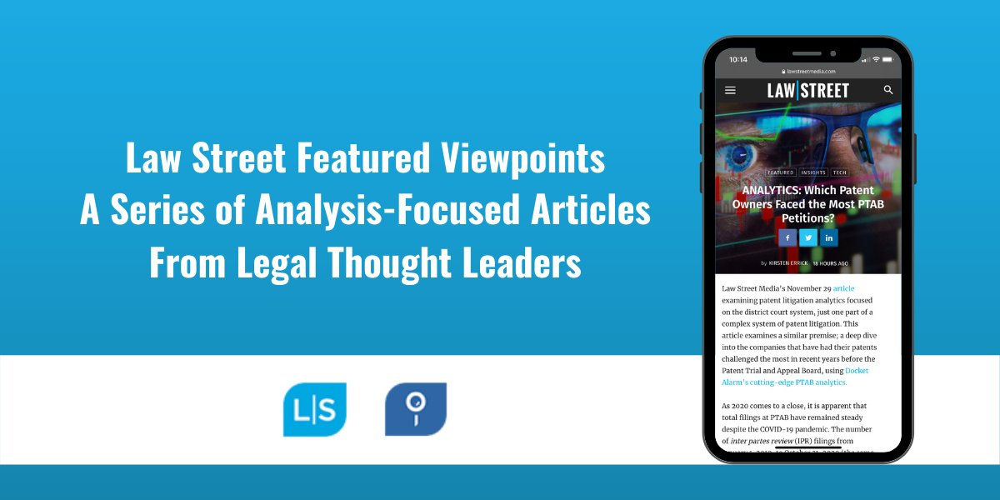 Law Street Featured Viewpoints
A Series of Analysis-Focused Articles
From Legal Thought Leaders
L|S
10:14
lawstreetmedia.com
LAW|STREET
FEATURED INSIGHTS TECH
ANALYTICS: Which Patent
Owners Faced the Most PTAB
Petitions?
by KIRSTEN ERRICK 18 HOURS AGO
Law Street Media's November 29 article
examining patent litigation analytics focused
on the district court system, just one part of a
complex system of patent litigation. This
article examines a similar premise; a deep dive
into the companies that have had their patents
challenged the most in recent years before the
Patent Trial and Appeal Board, using Docket
Alarm's cutting-edge PTAB analytics.
As 2020 comes to a close, it is apparent that
total filings at PTAB have remained steady
despite the COVID-19 pandemic. The number
of inter partes review (IPR) filings from